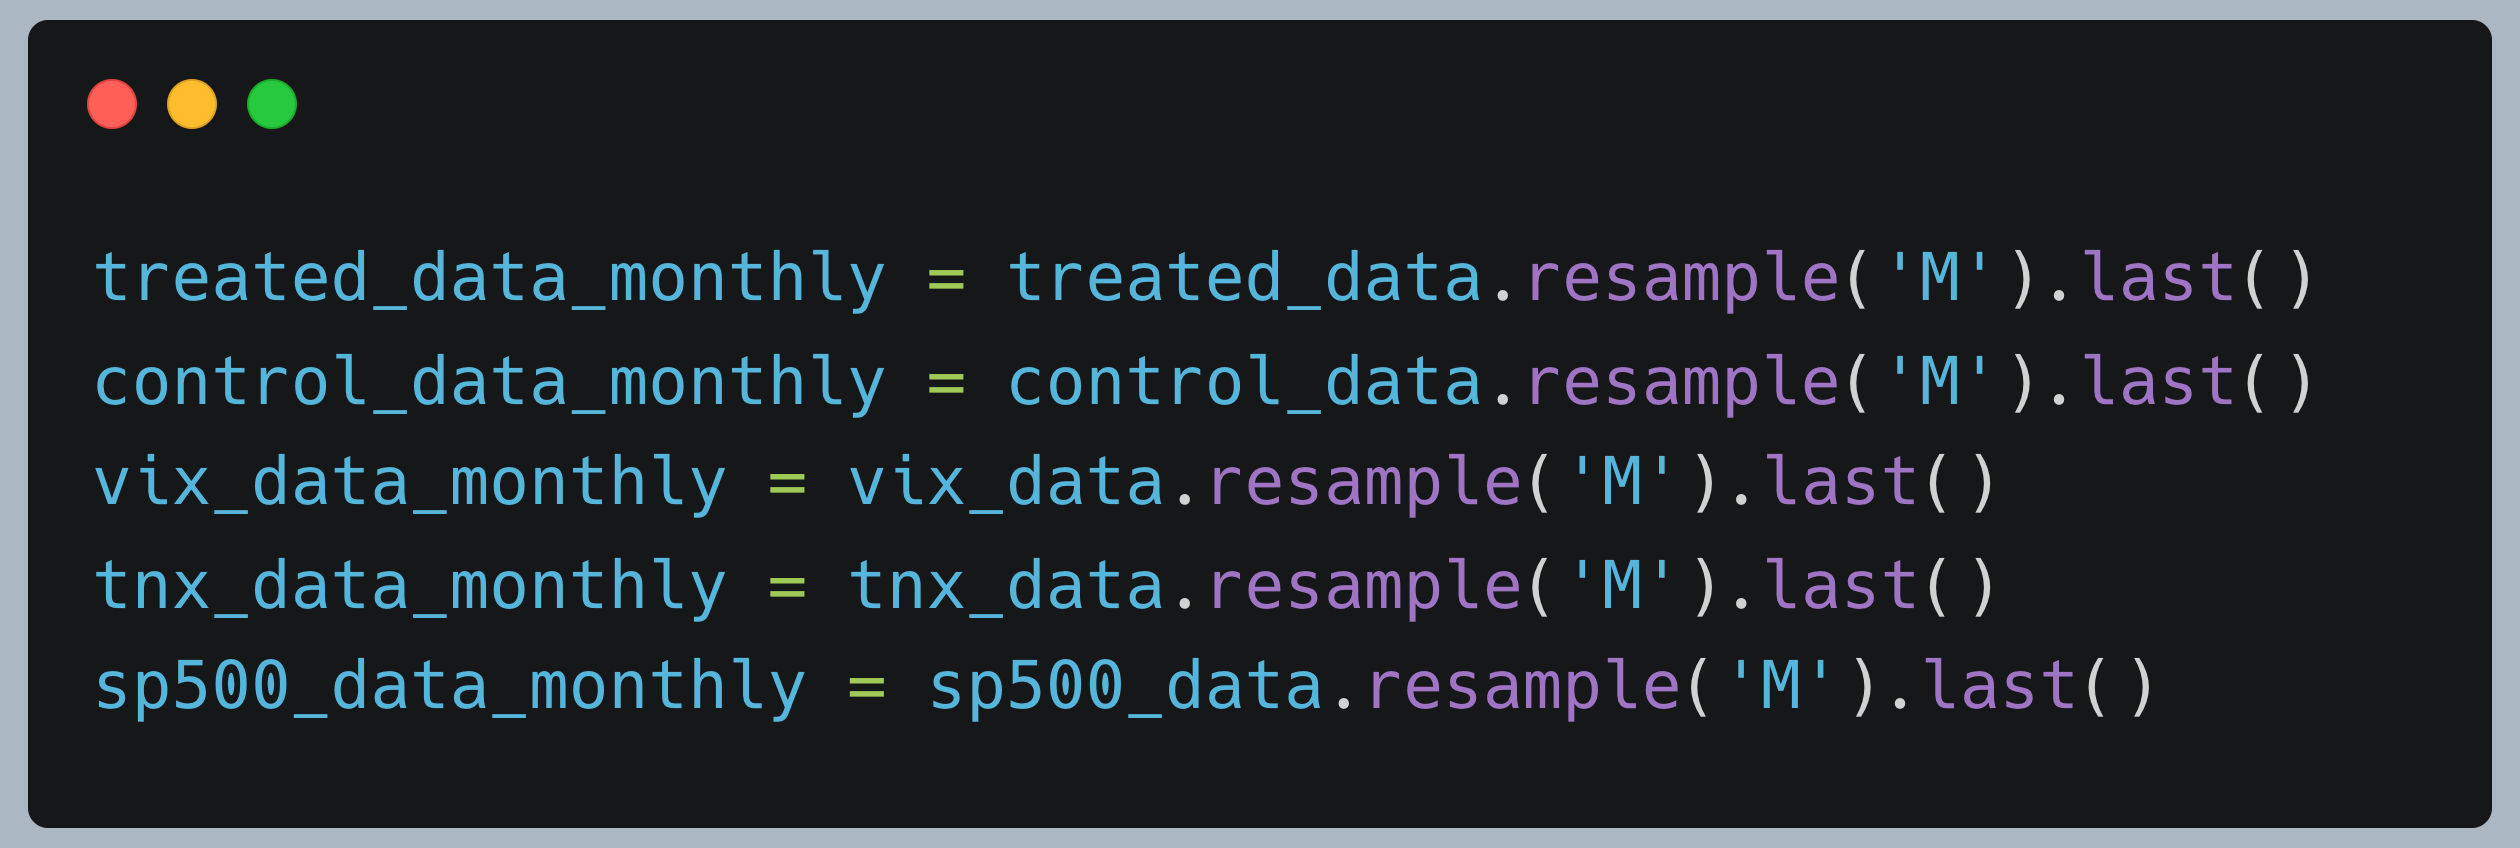 treated_data_monthly = treated_data.resample('M').last()
control_data_monthly = control_data.resample('M').last()
vix_data_monthly = vix_data.resample('M').last()
tnx_data_monthly = tnx_data.resample('M').last()
sp500_data_monthly = sp500_data.resample('M').last()